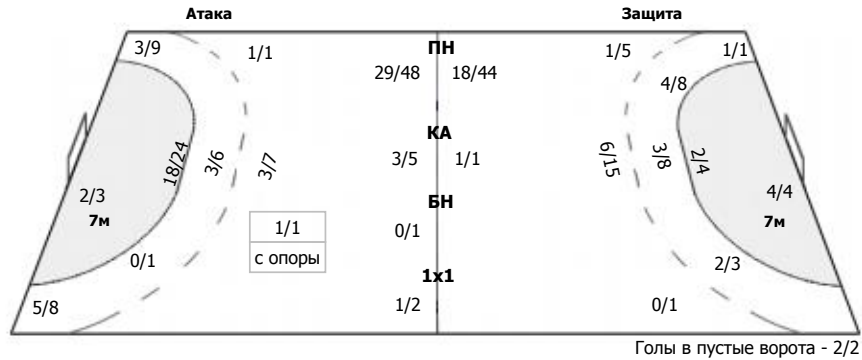 Атака Защита
3/9 1/1 ПН 1/5 1/1
29/48 18/44
4/8
КА
18/24 3/6 3/7 3/5 1/1 6/15 3/8 2/4
2/3 4/4
7м 7м
БН
1/1 0/1
с опоры
0/1 2/3
1x1
5/8 1/2 0/1
Голы в пустые ворота - 2/2